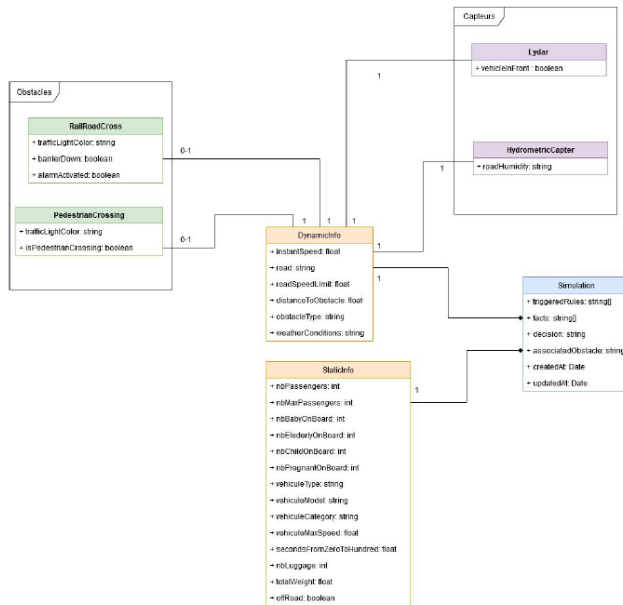 Capteurs
Lydar
+ vehicleInFront : boolean
1
Obstacles
RailRoadCross
+ trafficLightColor: string
+ barrierDown: boolean
+ alarmActivated: boolean
0-1
HydrometricCapter
+ roadHumidity: string
1
PedestrianCrossing
+ trafficLightColor: string
+ isPedestrianCrossing: boolean
0-1
1
1
1
DynamicInfo
+ instantSpeed: float
+ road: string
+ roadSpeedLimit: float
+ distanceToObstacle: float
+ obstacleType: string
+ weatherConditions: string
1
1
Simulation
+ triggeredRules: string[]
+ facts: string[]
+ decision: string
+ associatedObstacle: string
+ createdAt: Date
+ updatedAt: Date
StaticInfo
+ nbPassengers: int
+ nbMaxPassengers: int
+ nbBabyOnBoard: int
+ nbElederlyOnBoard: int
+ nbChildOnBoard: int
+ nbPregnantOnBoard: int
+ vehiculeType: string
+ vehiculeModel: string
+ vehiculeCategory: string
+ vehiculeMaxSpeed: float
+ secondsFromZeroToHundred: float
+ nbLuggage: int
+ totalWeight: float
+ offRoad: boolean
1